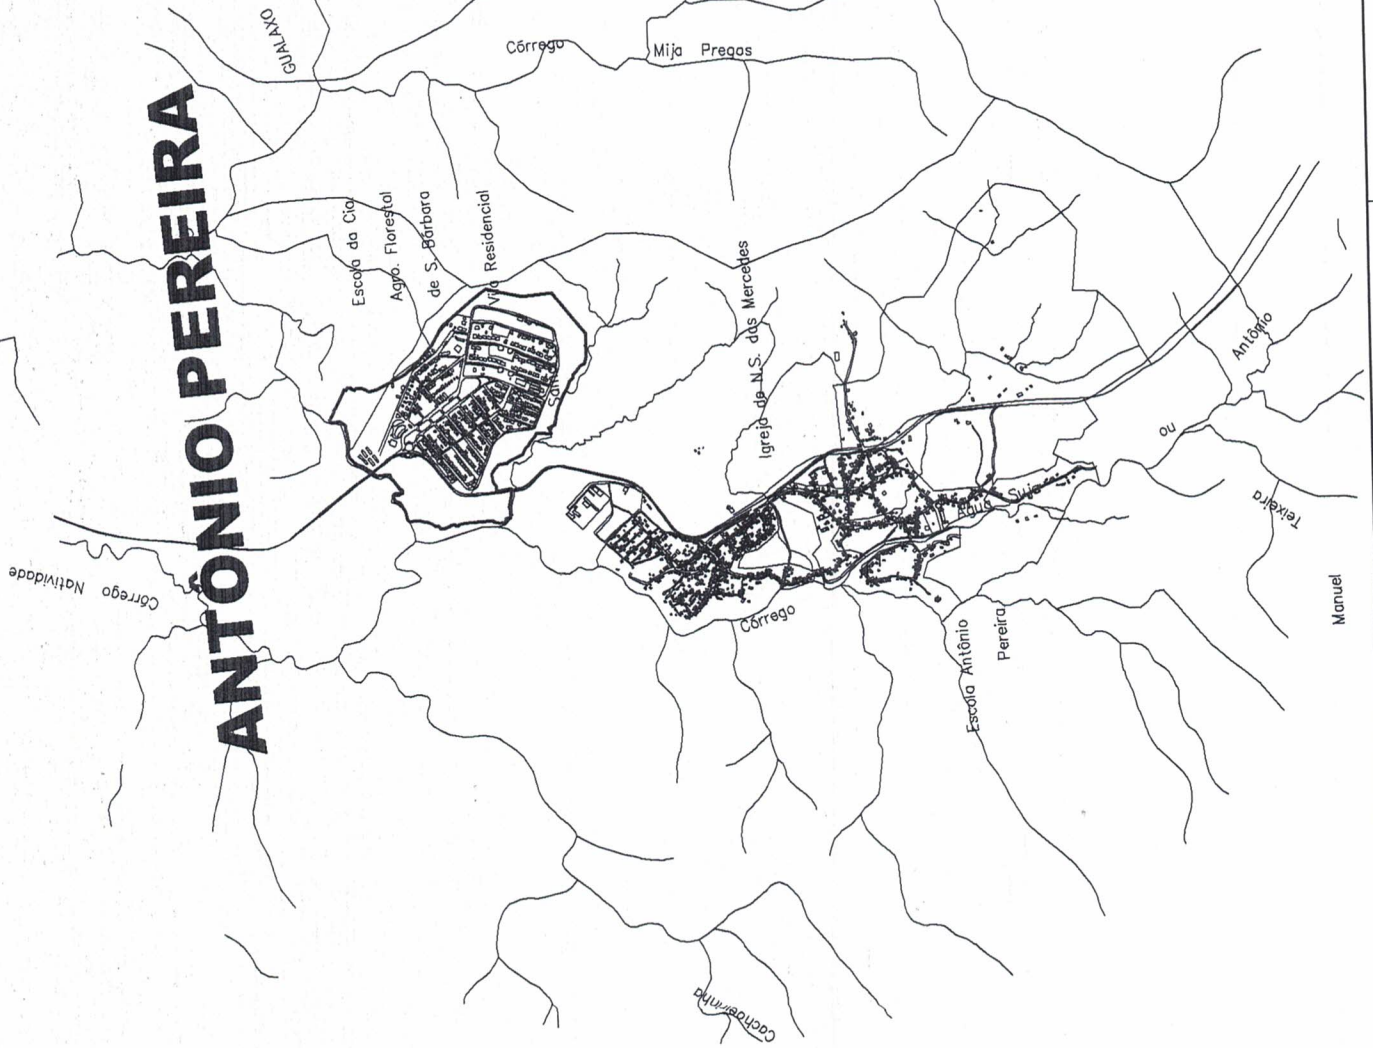 ANTÔNIO PEREIRA
GUALAXO
Córrego Mija Pregas
Escola da Cia.
Agro. Florestal
de S. Bárbara
Vila Residencial
Igreja de N.S. das Mercedes
Antônio
ou
Teixeira
Manuel
Água Suja
Córrego
Escola Antônio
Pereira
Córrego Natividade
Cachoeirinha